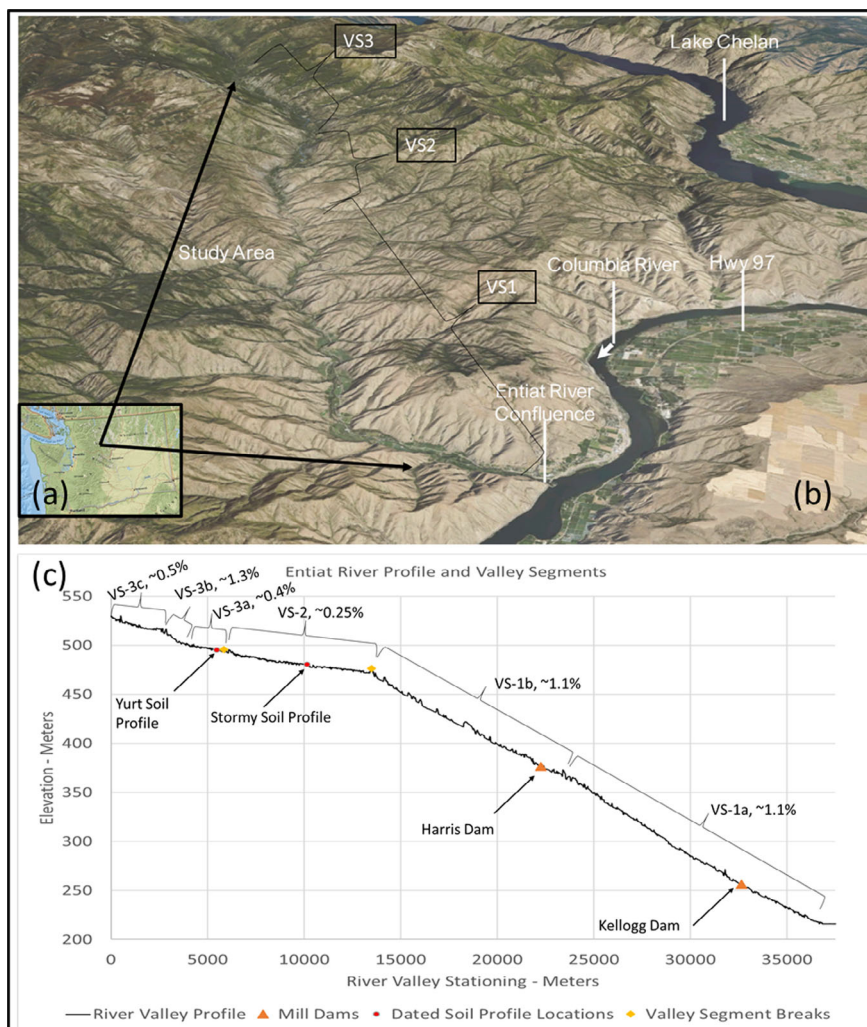 VS3
Lake Chelan
VS2
Study Area
Columbia River
Hwy 97
VS1
Entiat River
Confluence
(a)
(b)
(c)
Entiat River Profile and Valley Segments
VS-3c, ~0.5%
VS-3b, ~1.3%
VS-3a, ~0.4%
VS-2, ~0.25%
VS-1b, ~1.1%
VS-1a, ~1.1%
Yurt Soil
Profile
Stormy Soil Profile
Harris Dam
Kellogg Dam
Elevation - Meters
550
500
450
400
350
300
250
200
0 5000 10000 15000 20000 25000 30000 35000
River Valley Stationing - Meters
River Valley Profile Mill Dams Dated Soil Profile Locations Valley Segment Breaks